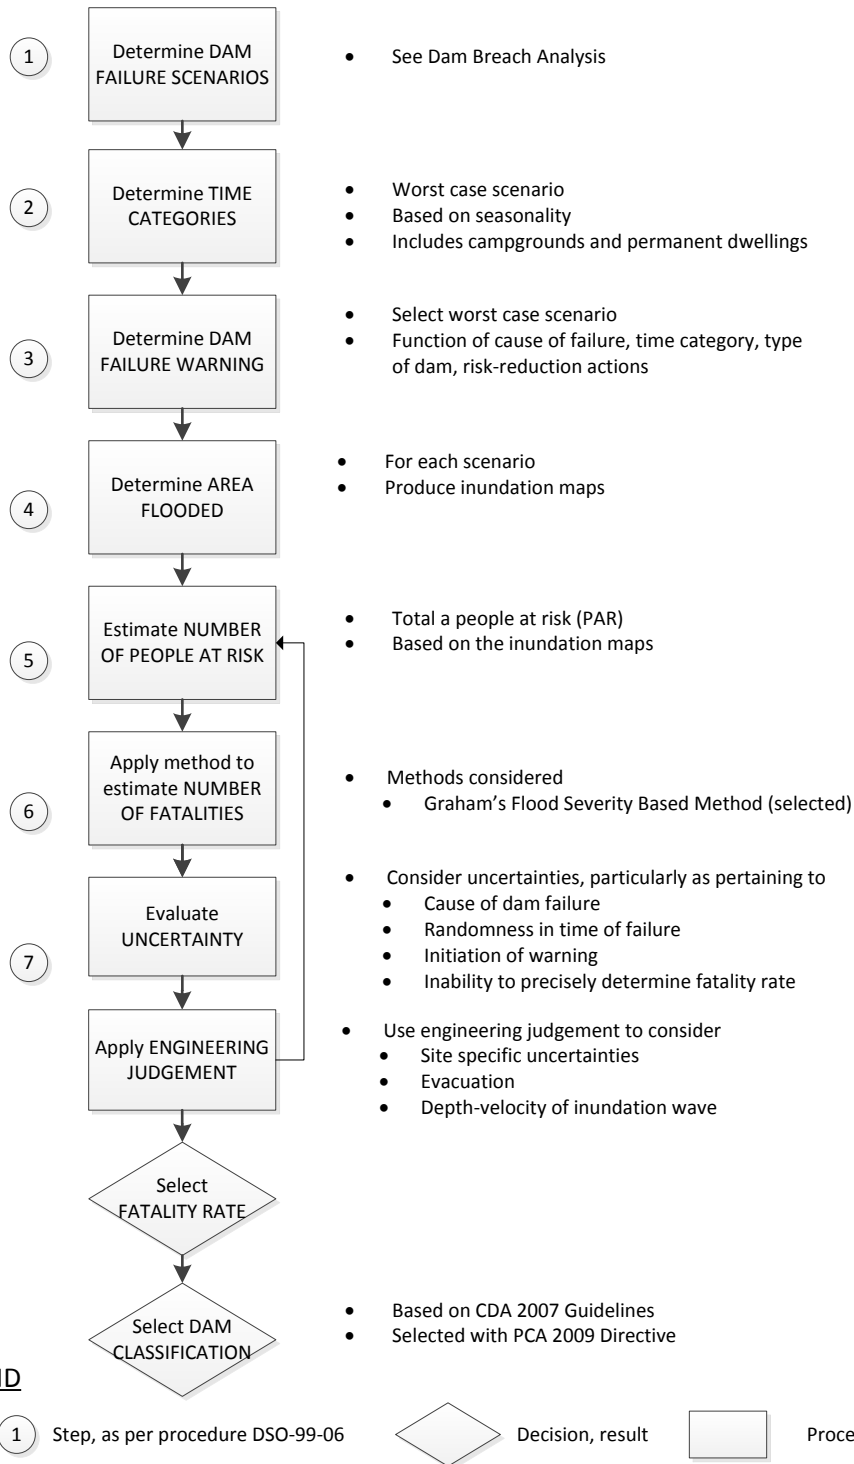 1
Determine DAM
FAILURE SCENARIOS
• See Dam Breach Analysis
2
Determine TIME
CATEGORIES
• Worst case scenario
• Based on seasonality
• Includes campgrounds and permanent dwellings
3
Determine DAM
FAILURE WARNING
• Select worst case scenario
• Function of cause of failure, time category, type
of dam, risk-reduction actions
4
Determine AREA
FLOODED
• For each scenario
• Produce inundation maps
5
Estimate NUMBER
OF PEOPLE AT RISK
• Total a people at risk (PAR)
• Based on the inundation maps
6
Apply method to
estimate NUMBER
OF FATALITIES
• Methods considered
• Graham's Flood Severity Based Method (selected)
7
Evaluate
UNCERTAINTY
• Consider uncertainties, particularly as pertaining to
• Cause of dam failure
• Randomness in time of failure
• Initiation of warning
• Inability to precisely determine fatality rate
Apply ENGINEERING
JUDGEMENT
• Use engineering judgement to consider
• Site specific uncertainties
• Evacuation
• Depth-velocity of inundation wave
Select
FATALITY RATE
Select DAM
CLASSIFICATION
• Based on CDA 2007 Guidelines
• Selected with PCA 2009 Directive
ND
1 Step, as per procedure DSO-99-06
Decision, result
Proce